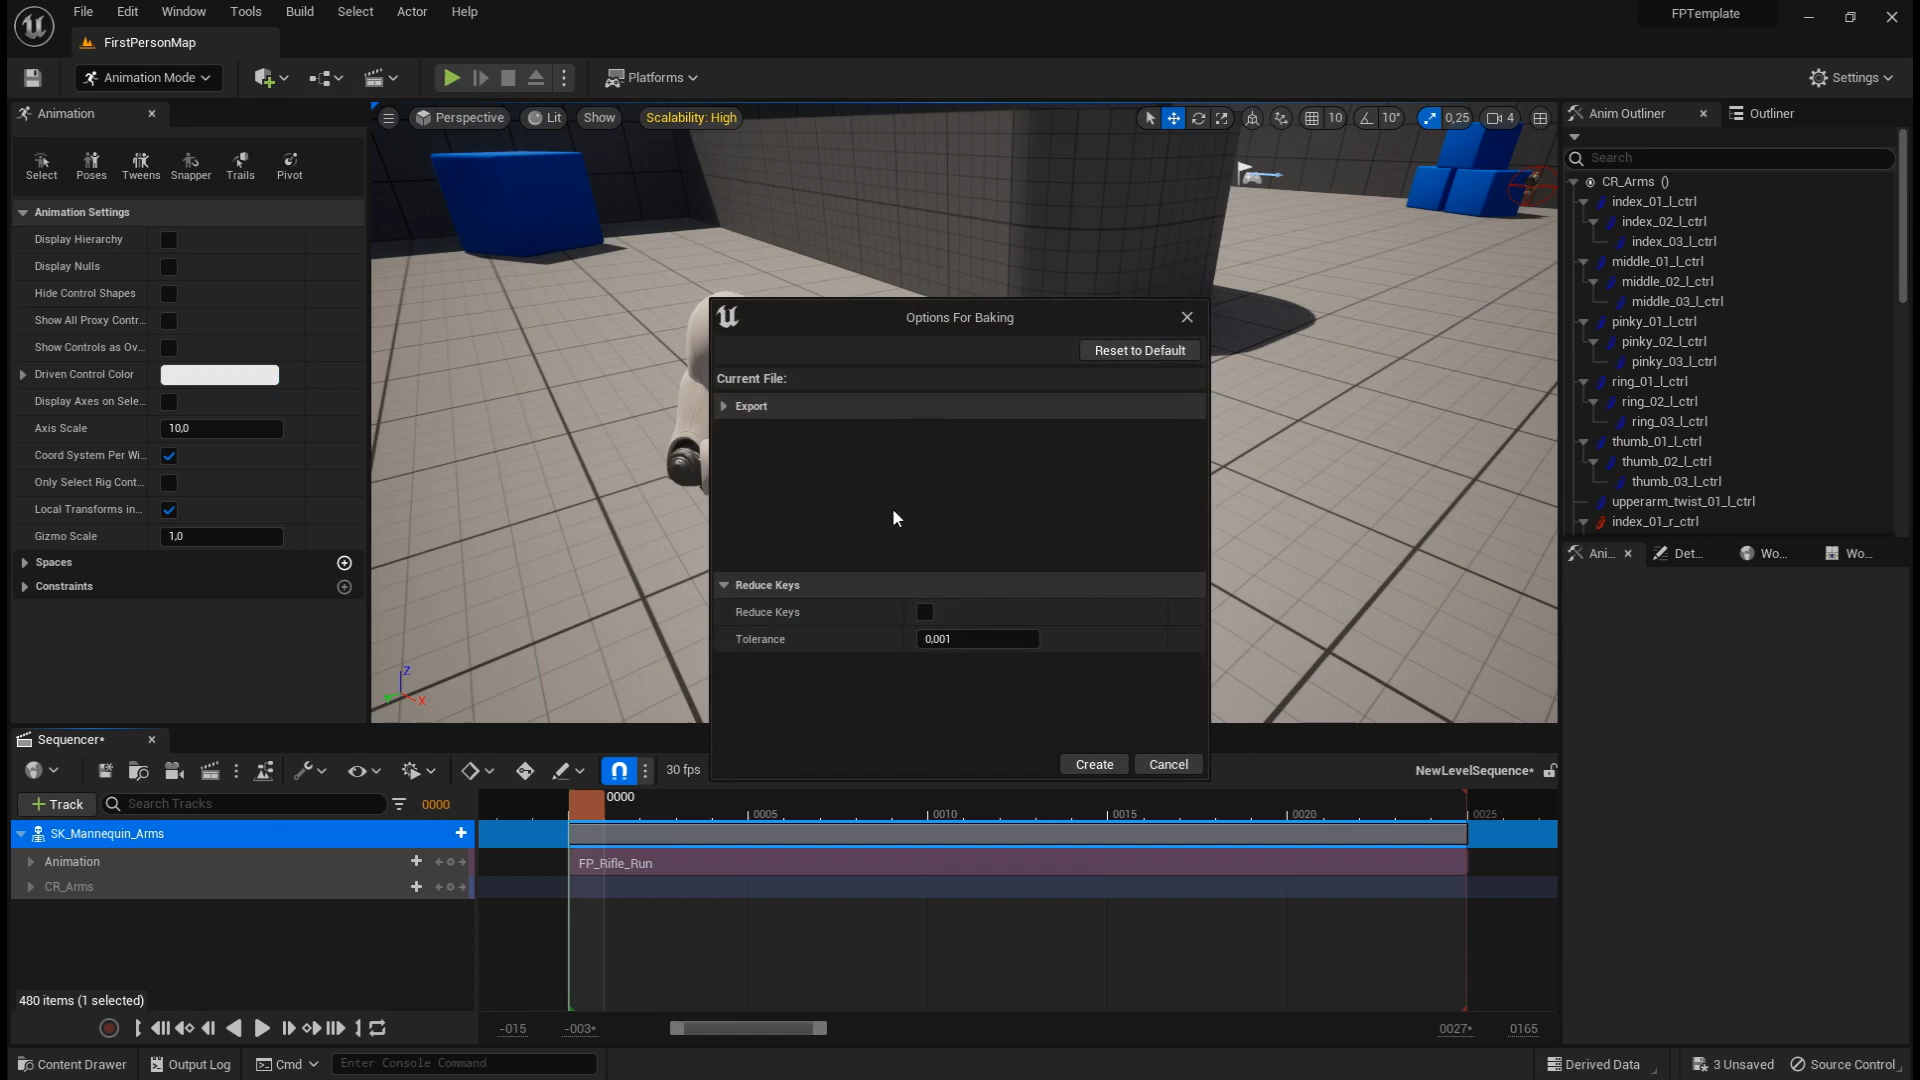 File Edit Window Tools Build Select Actor Help
FPTemplate
FirstPersonMap
Animation Mode
Platforms
Settings
Animation
Perspective
Lit
Show
Scalability: High
10
10°
0,25
4
Anim Outliner
Outliner
Search
Select
Poses
Tweens
Snapper
Trails
Pivot
Animation Settings
Display Hierarchy
Display Nulls
Hide Control Shapes
Show All Proxy Contr...
Show Controls as Ov...
Driven Control Color
Display Axes on Sele...
Axis Scale
10,0
Coord System Per Wi...
Only Select Rig Cont...
Local Transforms in...
Gizmo Scale
1,0
Spaces
Constraints
Z
X
Options For Baking
Reset to Default
Current File:
Export
Reduce Keys
Reduce Keys
Tolerance
0,001
Create
Cancel
CR_Arms ()
index_01_l_ctrl
index_02_l_ctrl
index_03_l_ctrl
middle_01_l_ctrl
middle_02_l_ctrl
middle_03_l_ctrl
pinky_01_l_ctrl
pinky_02_l_ctrl
pinky_03_l_ctrl
ring_01_l_ctrl
ring_02_l_ctrl
ring_03_l_ctrl
thumb_01_l_ctrl
thumb_02_l_ctrl
thumb_03_l_ctrl
upperarm_twist_01_l_ctrl
index_01_r_ctrl
Ani...
Det...
Wo...
Wo...
Sequencer*
30 fps
NewLevelSequence*
Track
Search Tracks
0000
0000
0005
0010
0015
0020
0025
SK_Mannequin_Arms
Animation
FP_Rifle_Run
CR_Arms
480 items (1 selected)
-015
-003*
0027*
0165
Content Drawer
Output Log
Cmd
Enter Console Command
Derived Data
3 Unsaved
Source Control